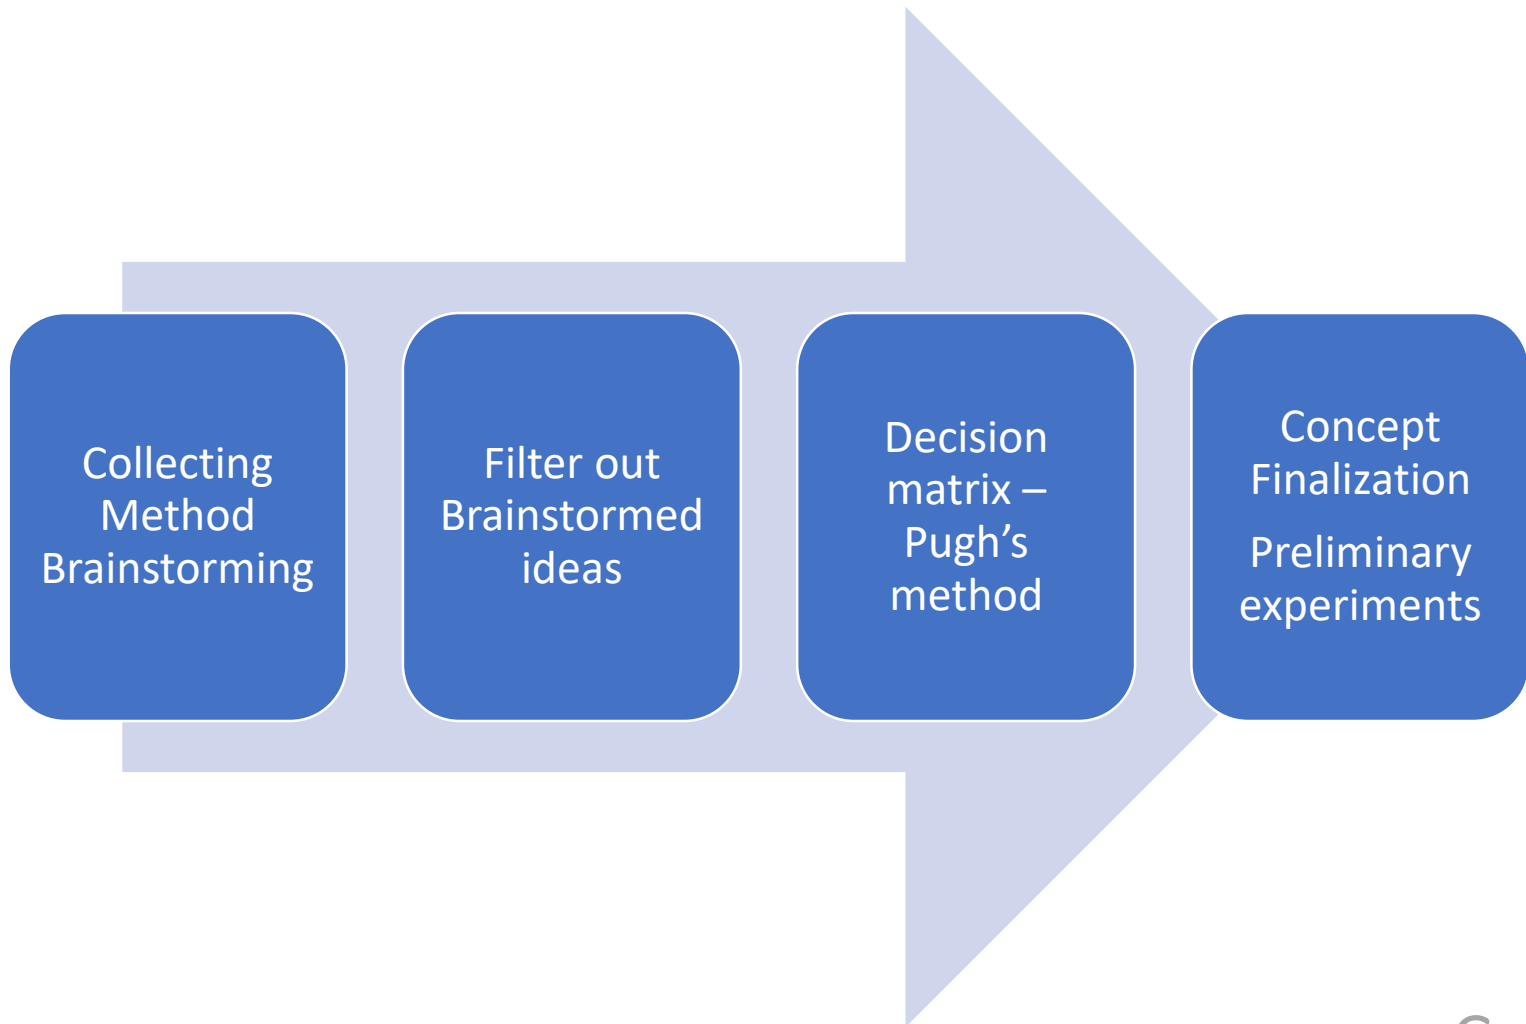 Collecting
Method
Brainstorming
Filter out
Brainstormed
ideas
Decision
matrix –
Pugh’s
method
Concept
Finalization
Preliminary
experiments